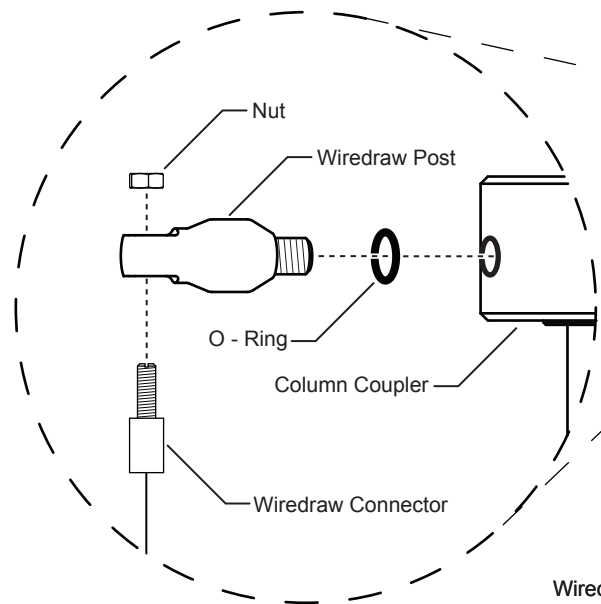 Nut
Wiredraw Post
O - Ring
Column Coupler
Wiredraw Connector